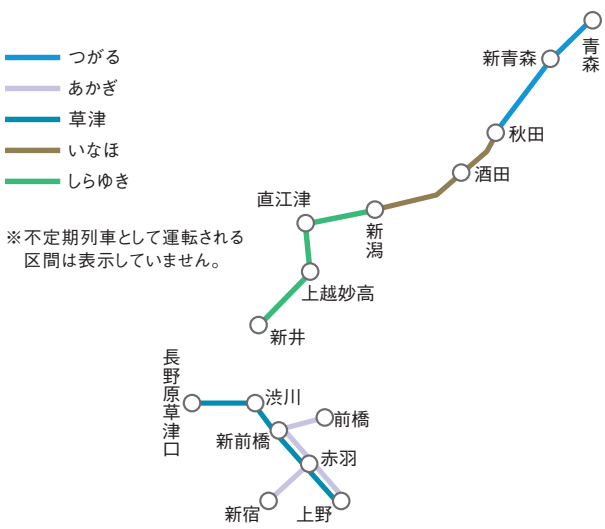 つがる
あかぎ
草津
いなほ
しらゆき
※不定期列車として運転される
区間は表示していません。
青森
新青森
秋田
酒田
直江津
新潟
上越妙高
新井
長野原草津口
渋川
前橋
新前橋
赤羽
新宿
上野